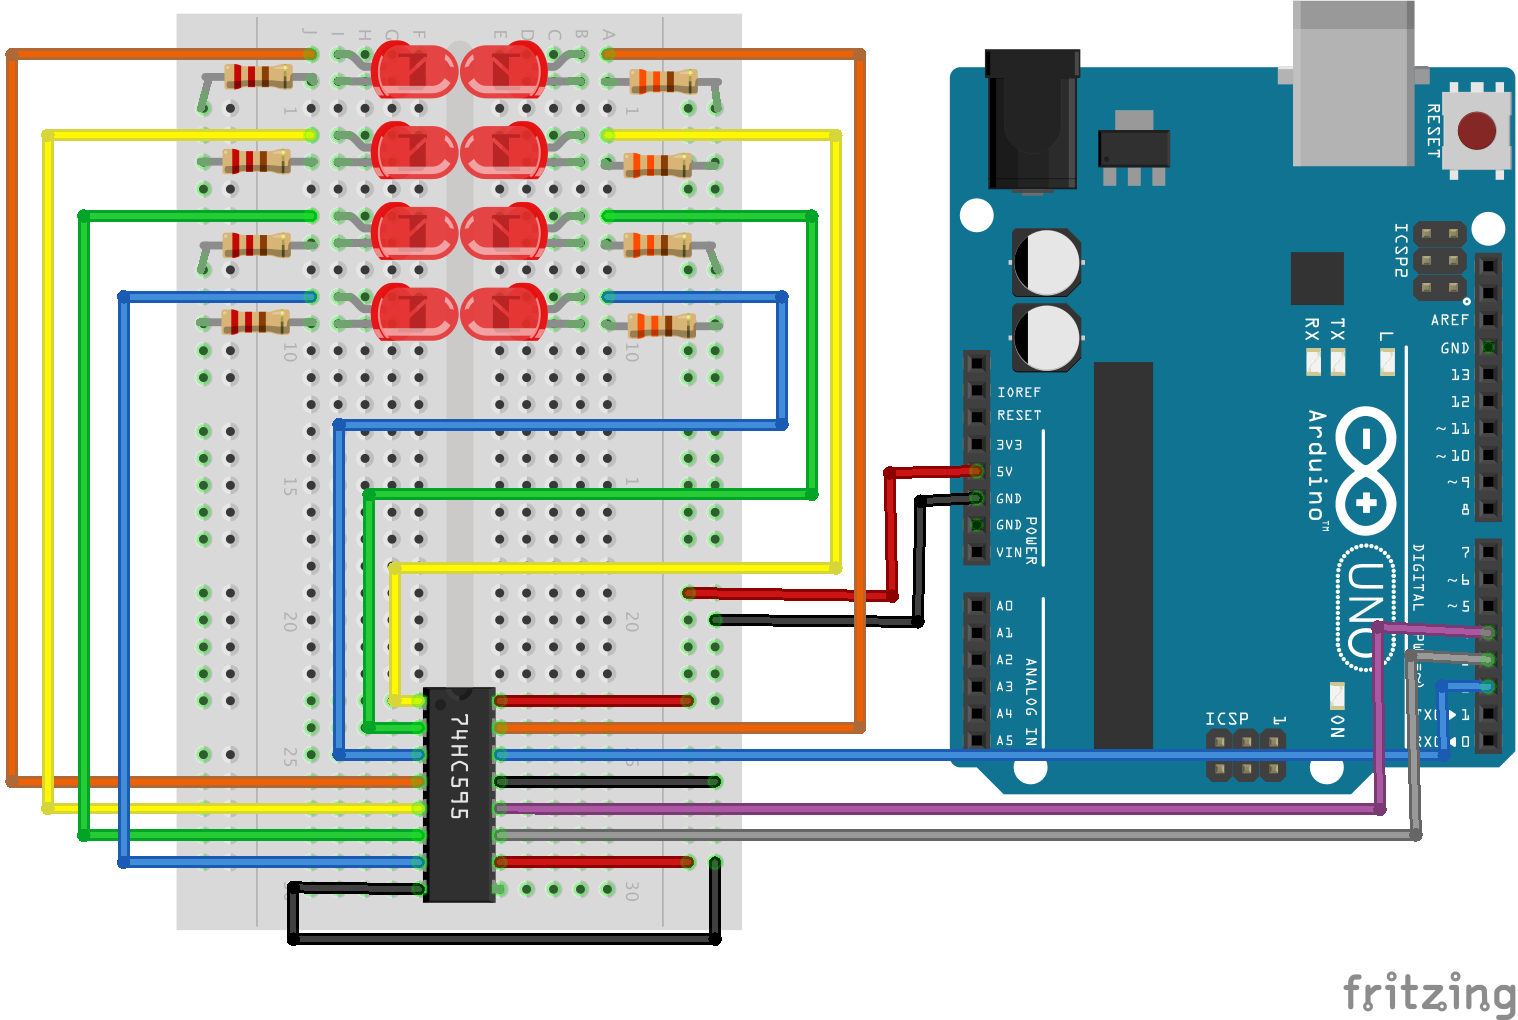 J I H G F E D C B A
1 1
10 10
15 1
20 20
25
30
74HC595
RESET
ICSP2
AREF
GND
RX TX L
13
12
~11
~10
~9
8
IOREF
RESET
3V3
5V
GND
GND
VIN
POWER
Arduino™
UNO
7
~6
~5
DIGITAL
A0
A1
A2
A3
A4
A5
ANALOG IN
ICSP 1
ON
1
0
fritzing